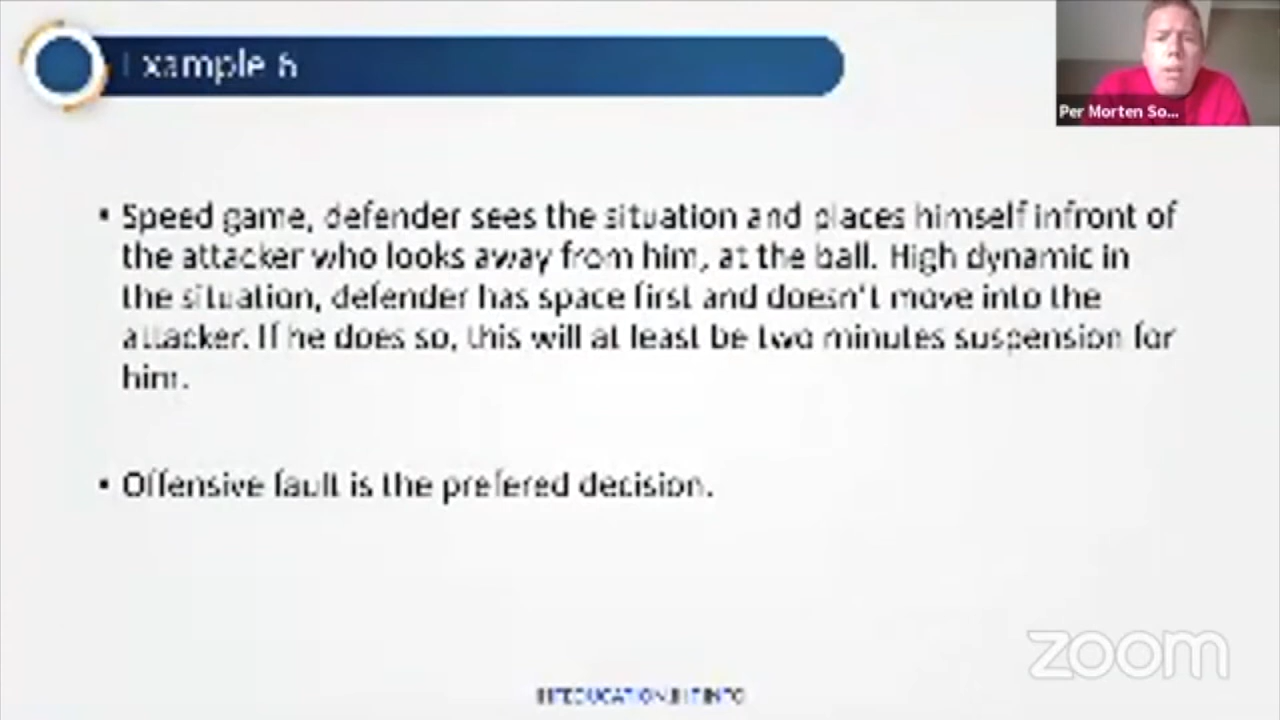 Example 6
Per Morten So...
▪ Speed game, defender sees the situation and places himself infront of
the attacker who looks away from him, at the ball. High dynamic in
the situation, defender has space first and doesn't move into the
attacker. If he does so, this will at least be two minutes suspension for
him.
▪ Offensive fault is the prefered decision.
zoom